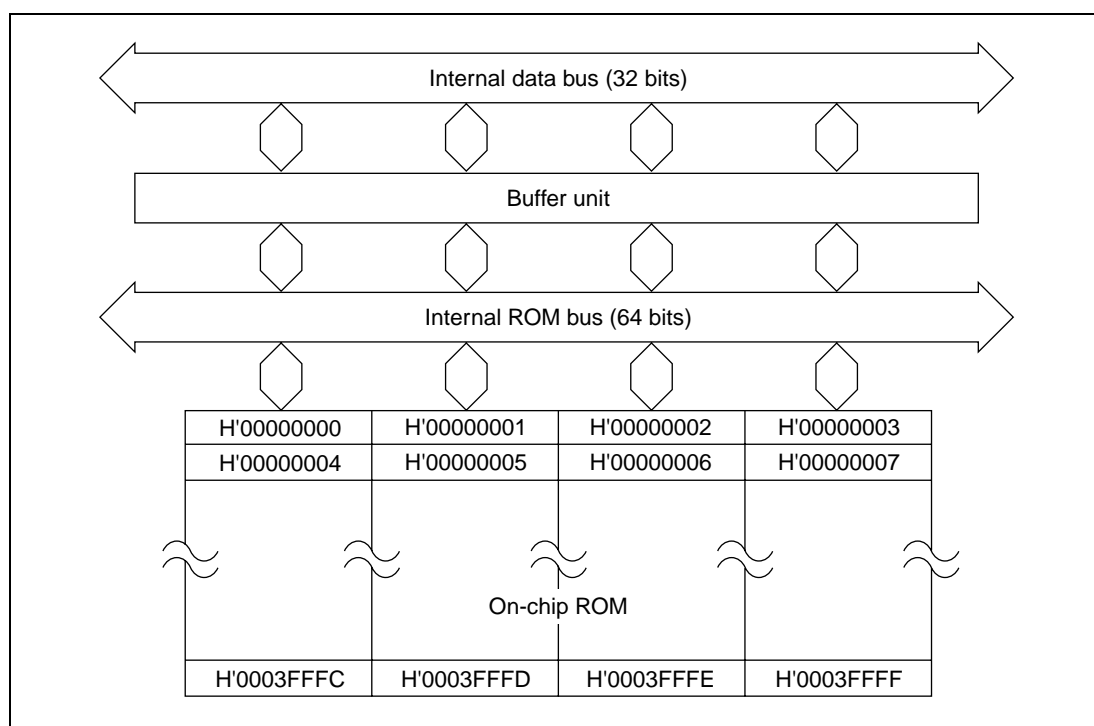 Internal data bus (32 bits)
Buffer unit
Internal ROM bus (64 bits)
H'00000000 H'00000001 H'00000002 H'00000003
H'00000004 H'00000005 H'00000006 H'00000007
On-chip ROM
H'0003FFFC H'0003FFFD H'0003FFFE H'0003FFFF